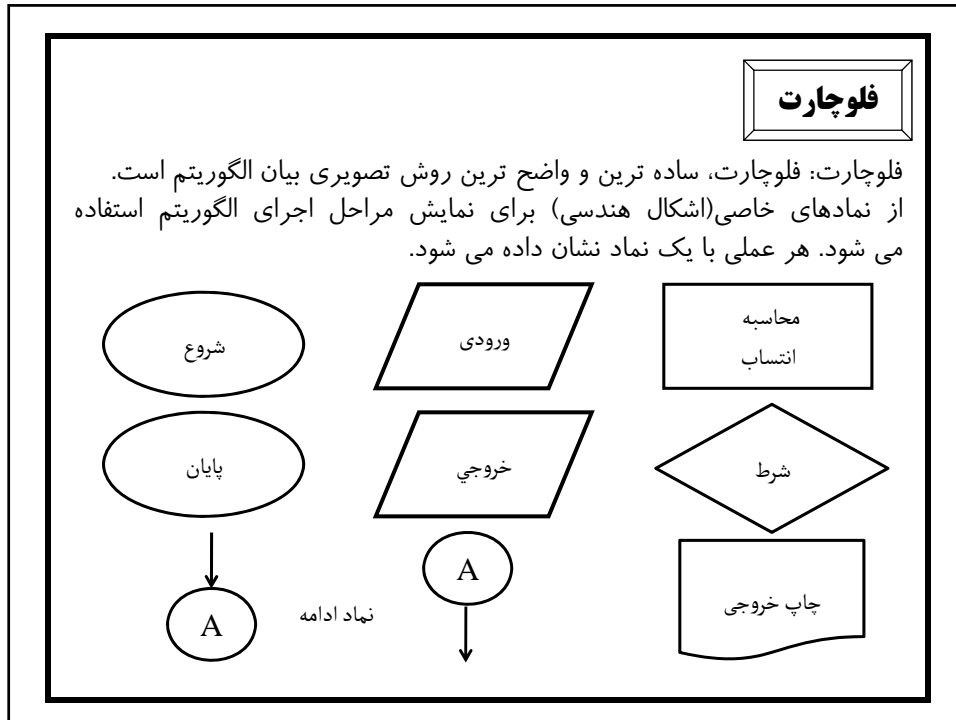 فلوچارت
فلوچارت: فلوچارت، ساده ترین و واضح ترین روش تصویری بیان الگوریتم است.
از نمادهای خاصی(اشکال هندسی) برای نمایش مراحل اجرای الگوریتم استفاده
می شود. هر عملی با یک نماد نشان داده می شود.
محاسبه
انتساب
ورودی
شروع
شرط
خروجي
پایان
چاپ خروجی
A
نماد ادامه
A